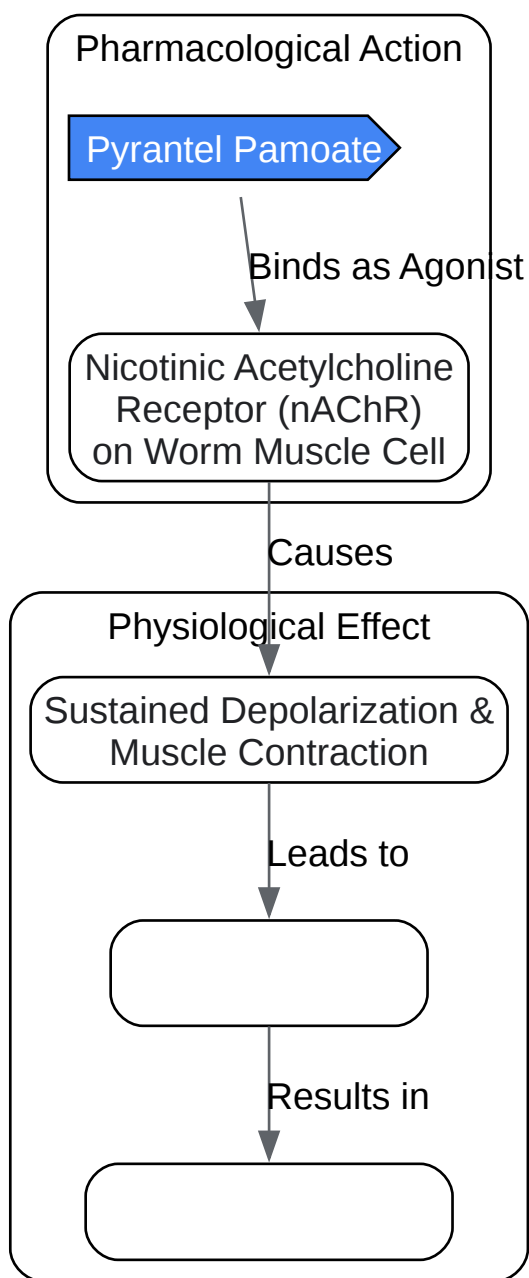 Pharmacological Action
Pyrantel Pamoate
Binds as Agonist
Nicotinic Acetylcholine
Receptor (nAChR)
on Worm Muscle Cell
Causes
Physiological Effect
Sustained Depolarization &
Muscle Contraction
Leads to
Results in